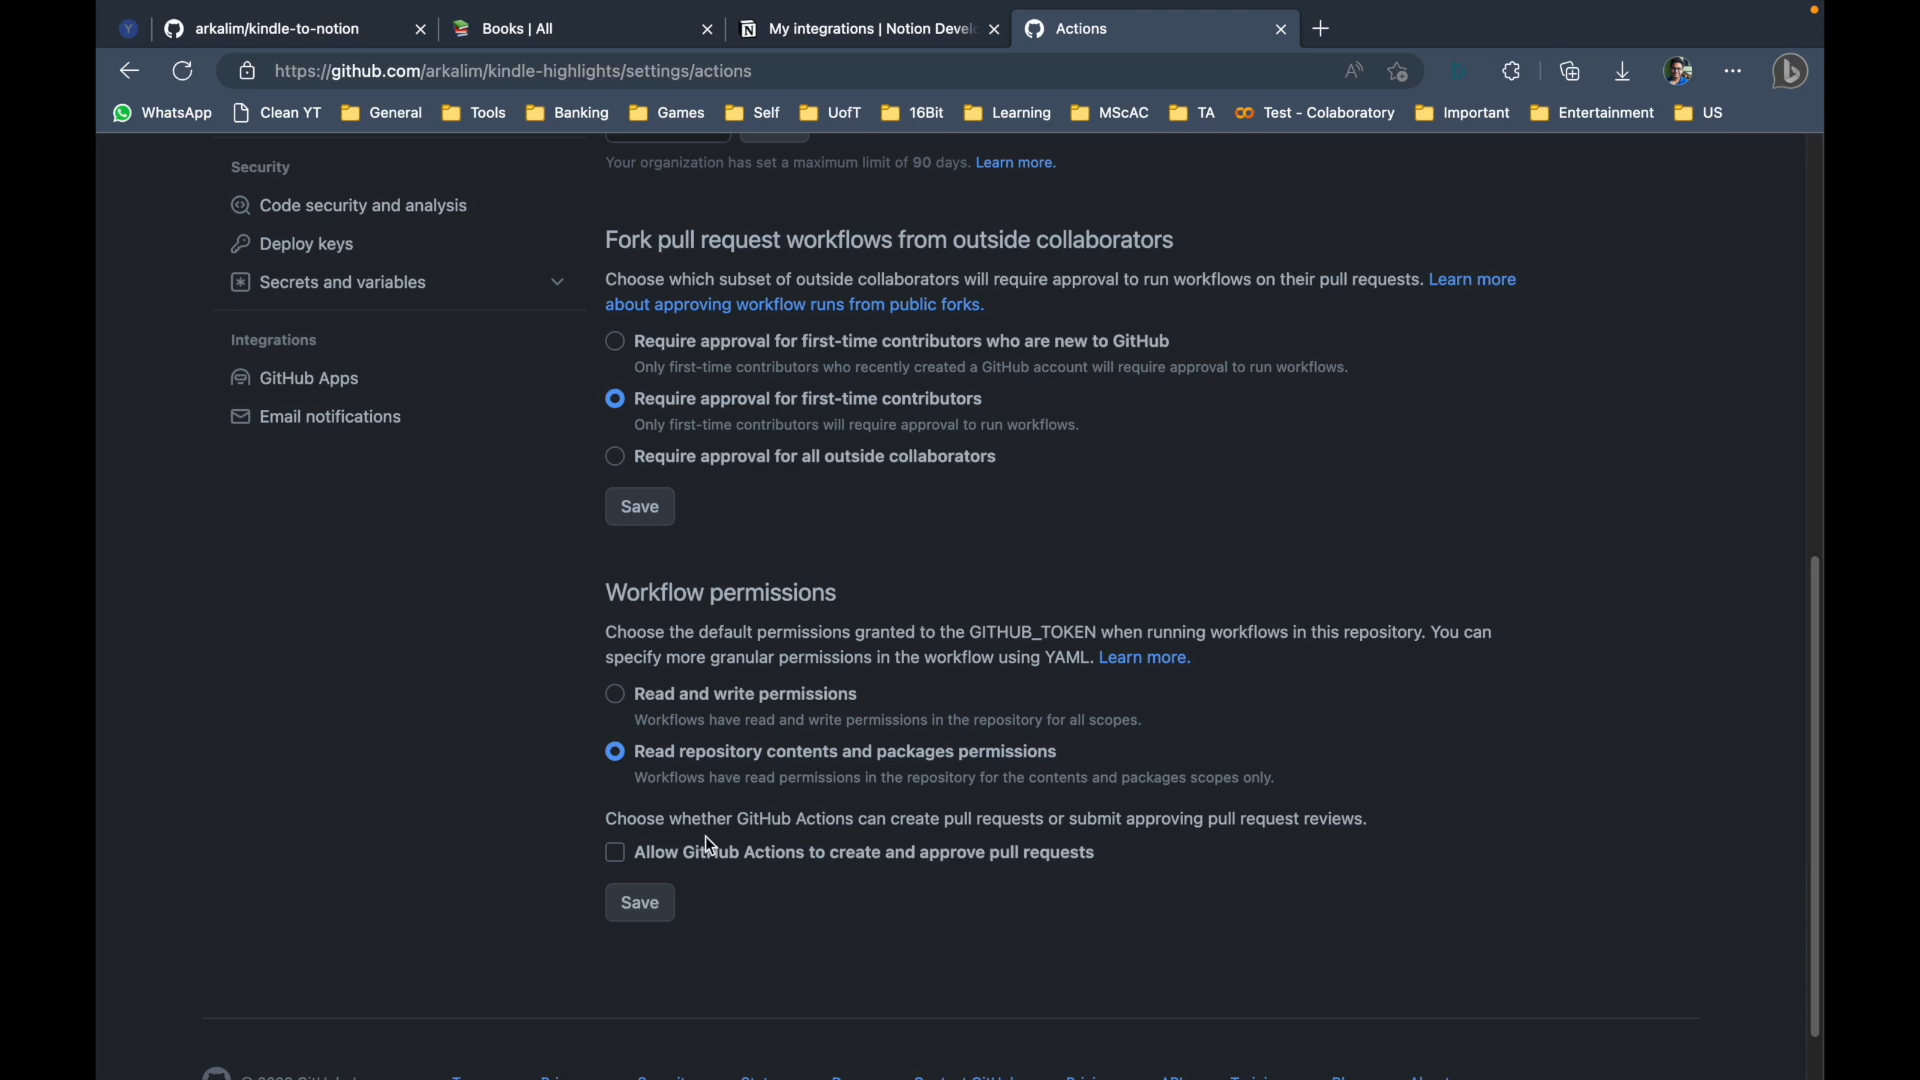 arkalim/kindle-to-notion
Books | All
My integrations | Notion Devel
Actions
https://github.com/arkalim/kindle-highlights/settings/actions
WhatsApp Clean YT General Tools Banking Games Self UofT 16Bit Learning MScAC TA Test - Colaboratory Important Entertainment US
Your organization has set a maximum limit of 90 days. Learn more.
Security
Code security and analysis
Deploy keys
Secrets and variables
Integrations
GitHub Apps
Email notifications
Fork pull request workflows from outside collaborators
Choose which subset of outside collaborators will require approval to run workflows on their pull requests. Learn more
about approving workflow runs from public forks.
Require approval for first-time contributors who are new to GitHub
Only first-time contributors who recently created a GitHub account will require approval to run workflows.
Require approval for first-time contributors
Only first-time contributors will require approval to run workflows.
Require approval for all outside collaborators
Save
Workflow permissions
Choose the default permissions granted to the GITHUB_TOKEN when running workflows in this repository. You can
specify more granular permissions in the workflow using YAML. Learn more.
Read and write permissions
Workflows have read and write permissions in the repository for all scopes.
Read repository contents and packages permissions
Workflows have read permissions in the repository for the contents and packages scopes only.
Choose whether GitHub Actions can create pull requests or submit approving pull request reviews.
Allow GitHub Actions to create and approve pull requests
Save